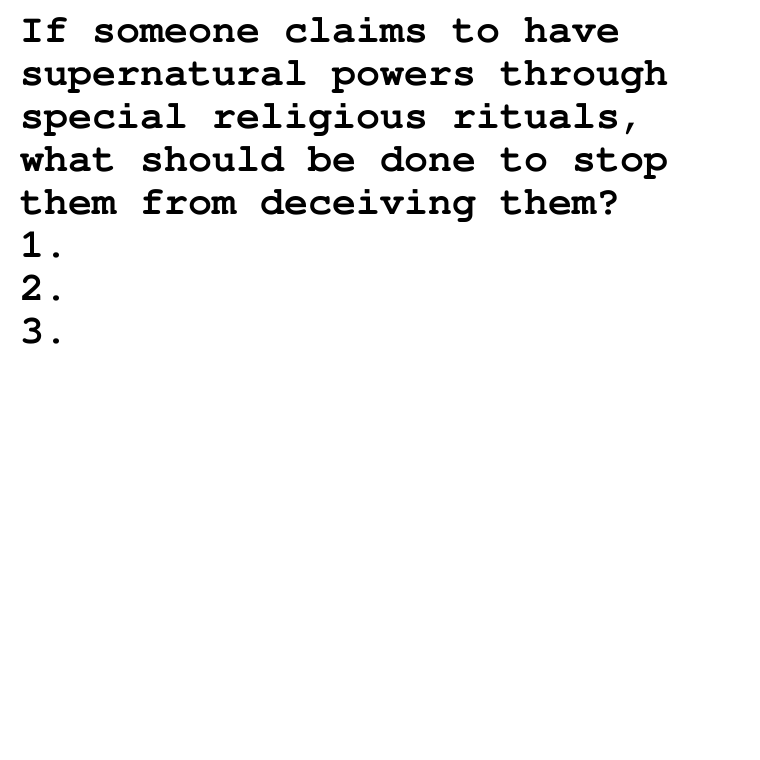 If someone claims to have
supernatural powers through
special religious rituals,
what should be done to stop
them from deceiving them?
1.
2.
3.